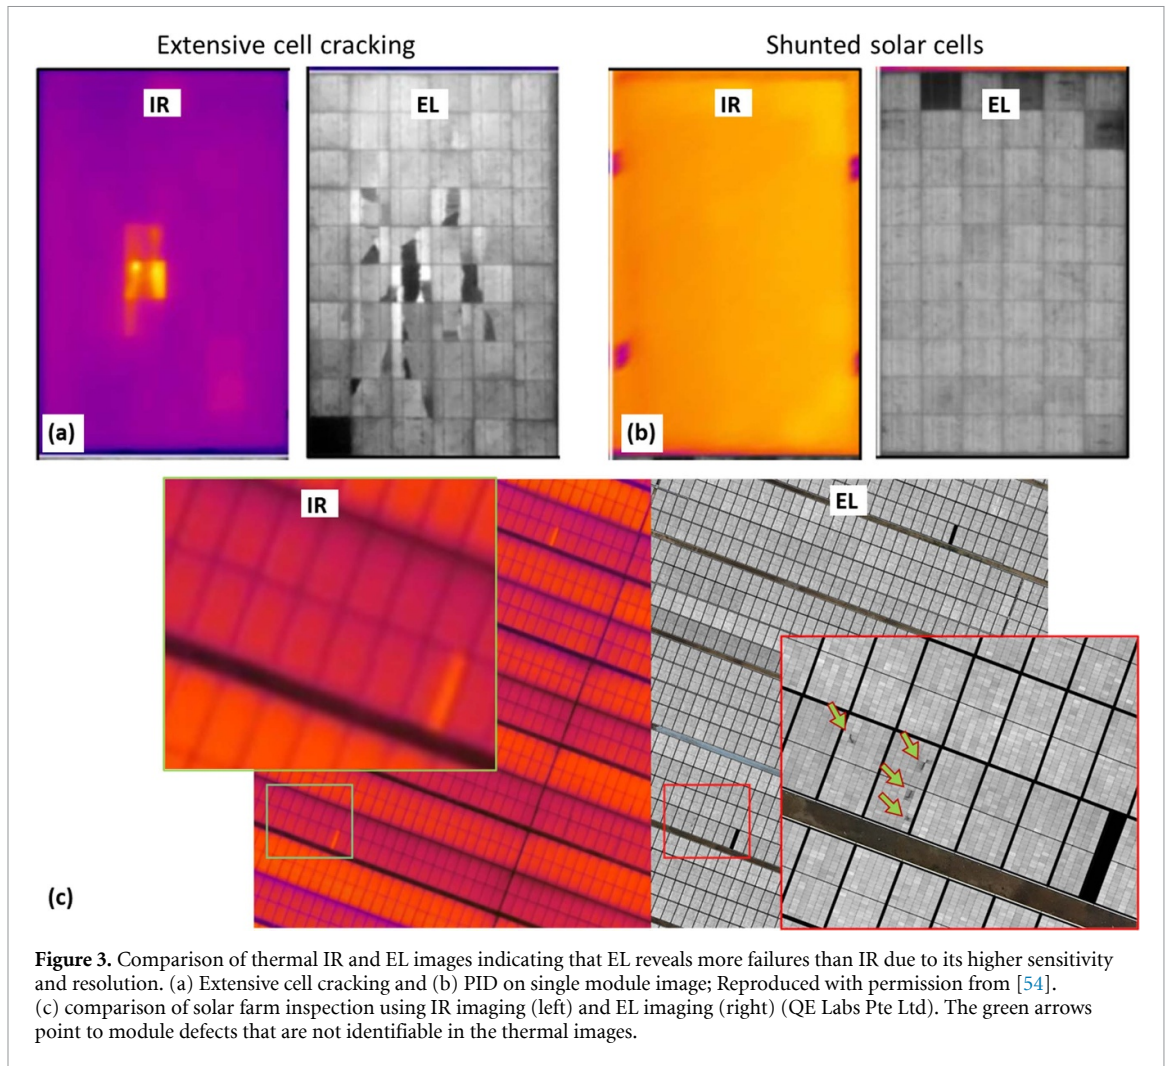 Extensive cell cracking
Shunted solar cells
IR
EL
IR
EL
(a)
(b)
IR
EL
(c)
Figure 3. Comparison of thermal IR and EL images indicating that EL reveals more failures than IR due to its higher sensitivity
and resolution. (a) Extensive cell cracking and (b) PID on single module image; Reproduced with permission from [54].
(c) comparison of solar farm inspection using IR imaging (left) and EL imaging (right) (QE Labs Pte Ltd). The green arrows
point to module defects that are not identifiable in the thermal images.